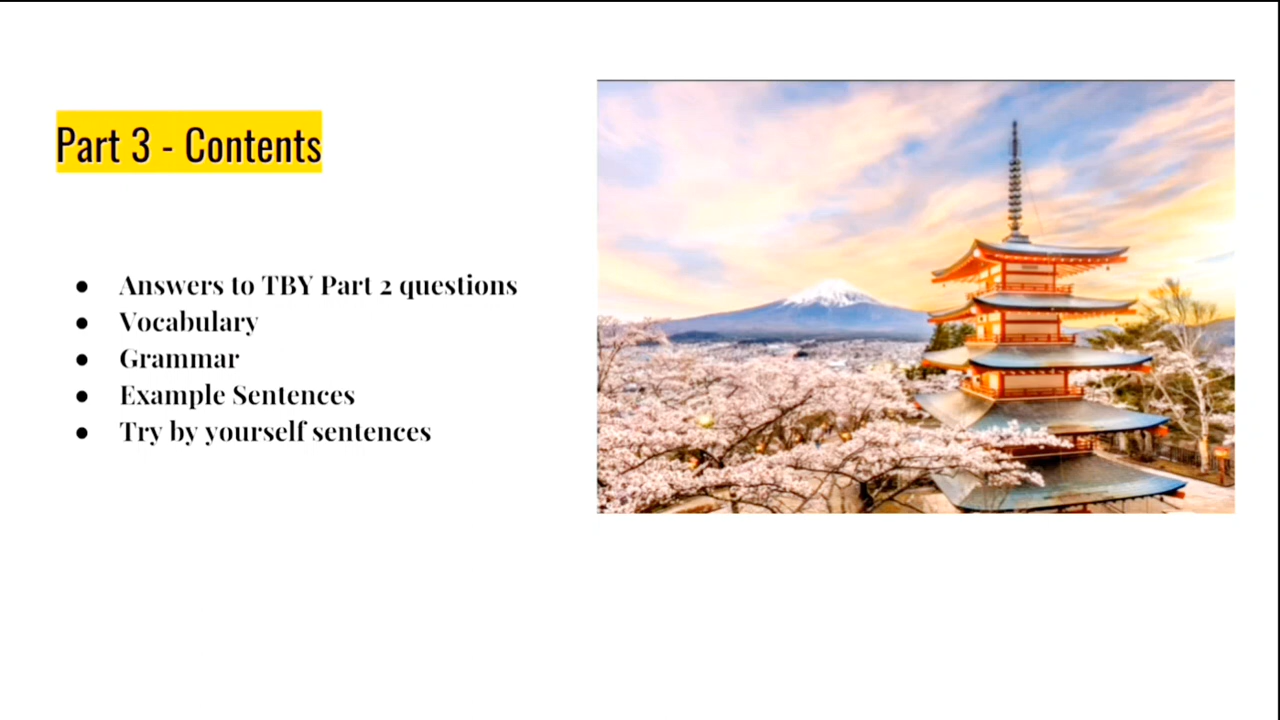 Part 3 - Contents
● Answers to TBY Part 2 questions
● Vocabulary
● Grammar
● Example Sentences
● Try by yourself sentences